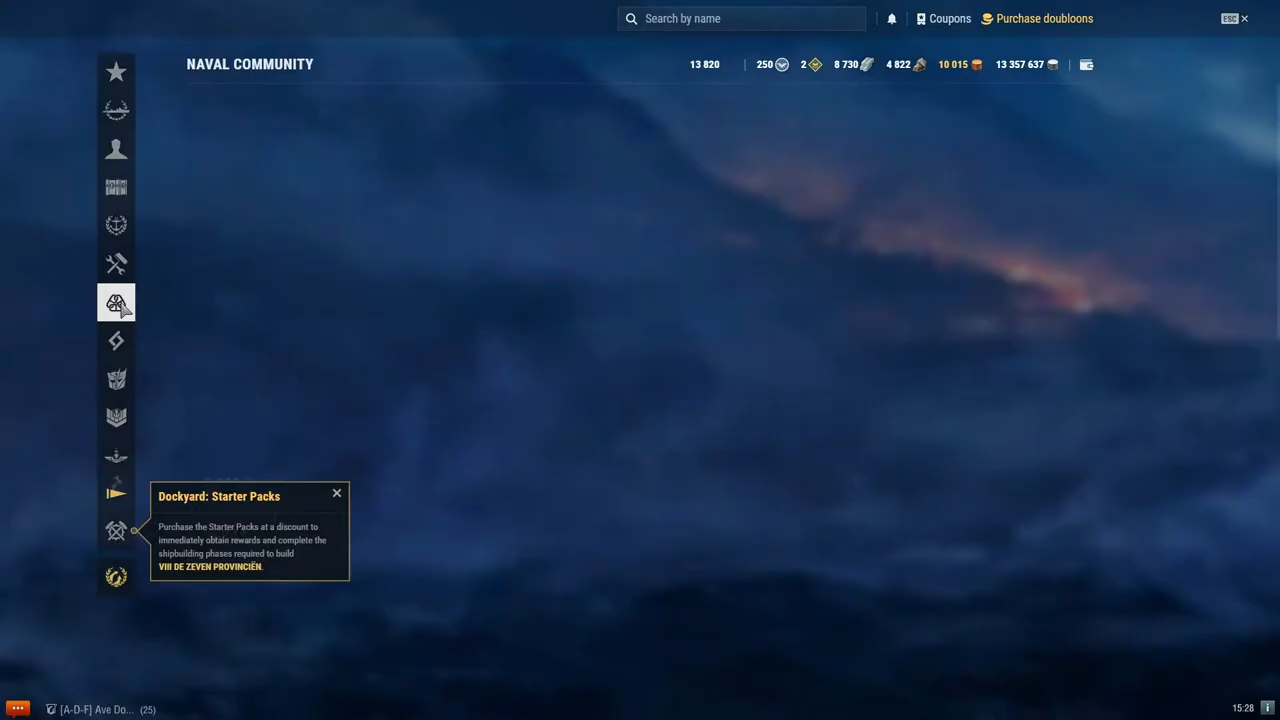 Search by name
Coupons
Purchase doubloons
ESC
NAVAL COMMUNITY
13 820
250
2
8 730
4 822
10 015
13 357 637
Dockyard: Starter Packs
Purchase the Starter Packs at a discount to
immediately obtain rewards and complete the
shipbuilding phases required to build
VIII DE ZEVEN PROVINCIËN.
[A-D-F] Ave Do... (25)
15:28